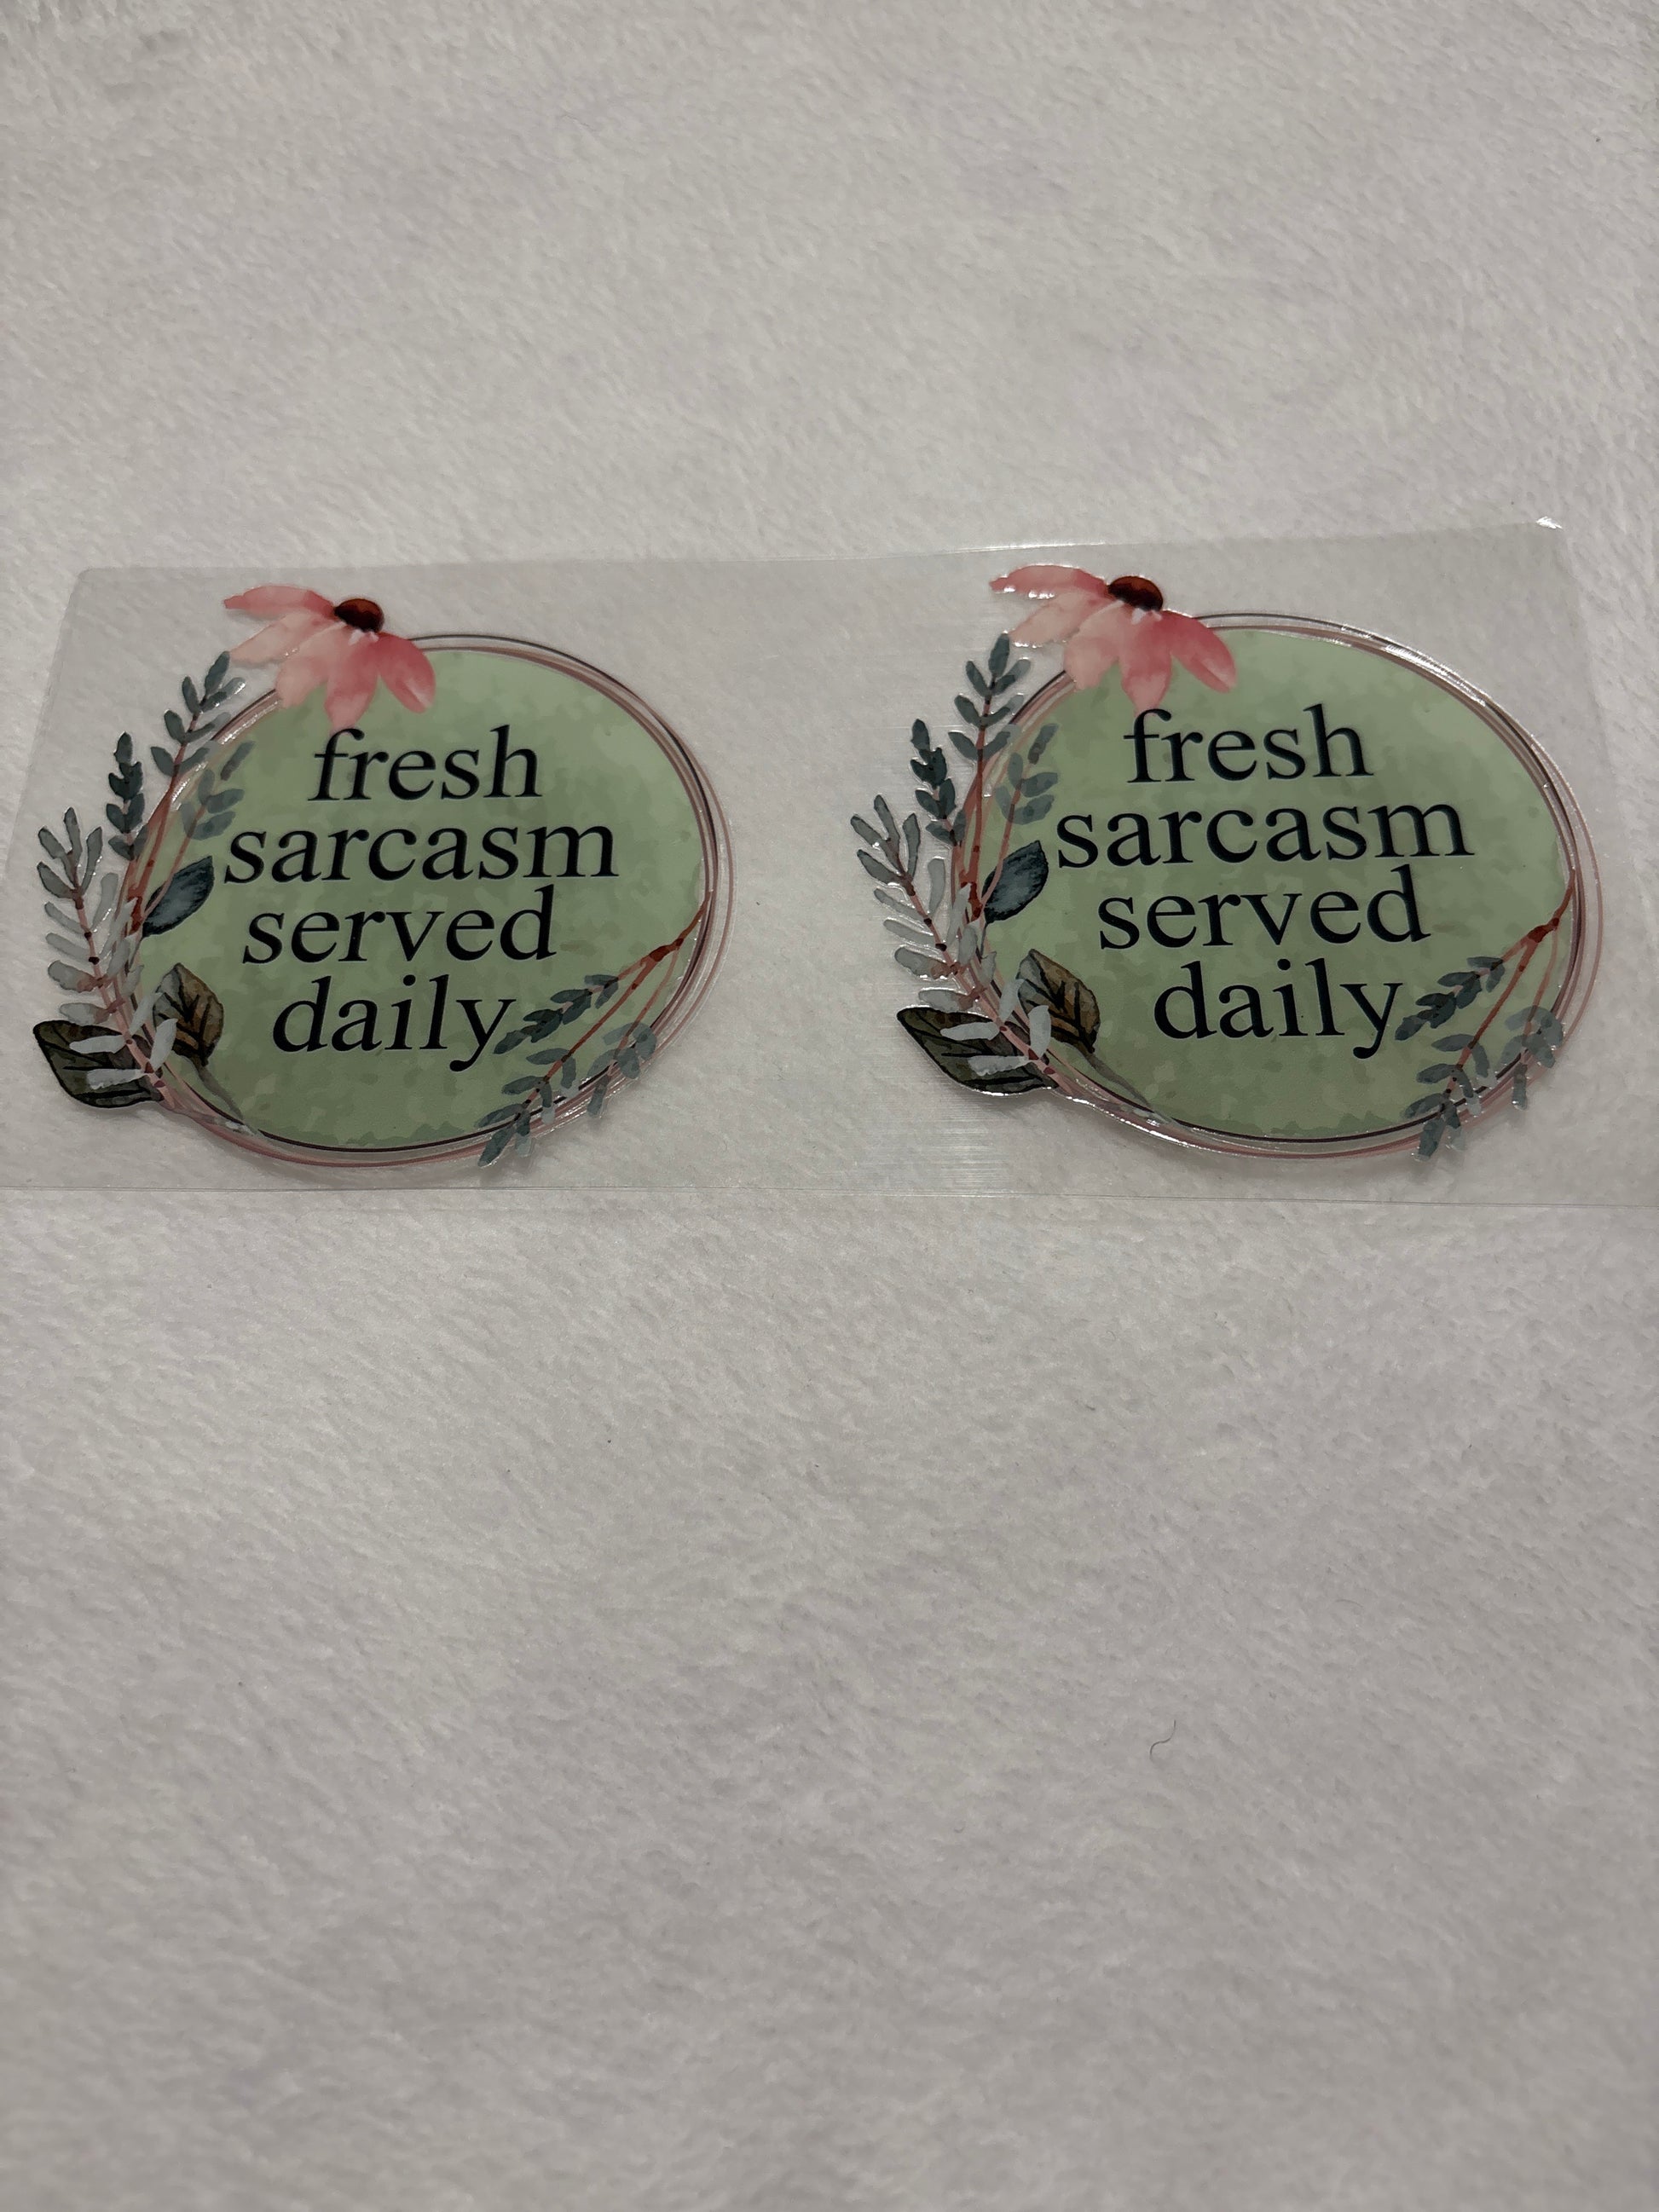 fresh
sarcasm
served
daily
fresh
sarcasm
served
daily